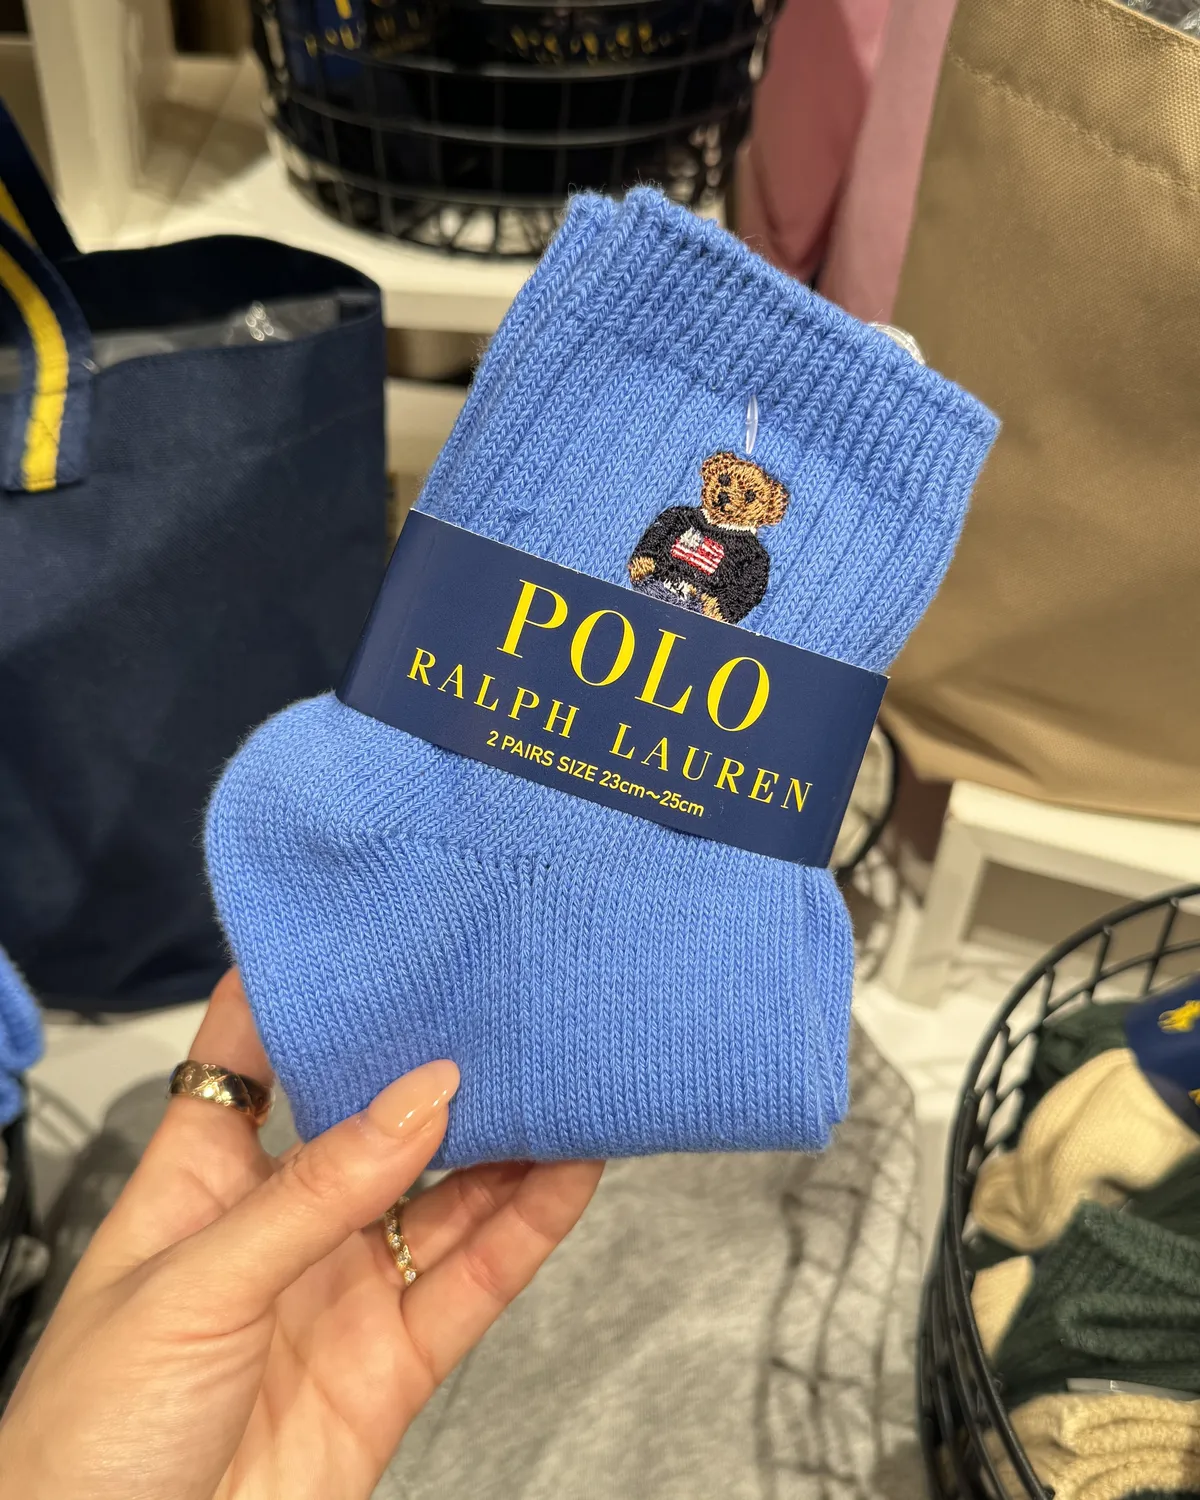 POLO
RALPH LAUREN
2 PAIRS SIZE 23cm～25cm